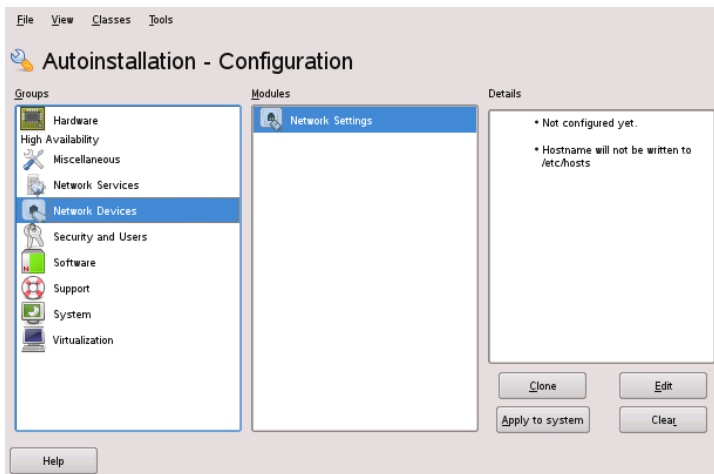 File View Classes Tools
Autoinstallation - Configuration
Groups
Modules
Details
Hardware
High Availability
Miscellaneous
Network Services
Network Devices
Security and Users
Software
Support
System
Virtualization
Network Settings
• Not configured yet.
• Hostname will not be written to
/etc/hosts
Clone
Edit
Apply to system
Clear
Help